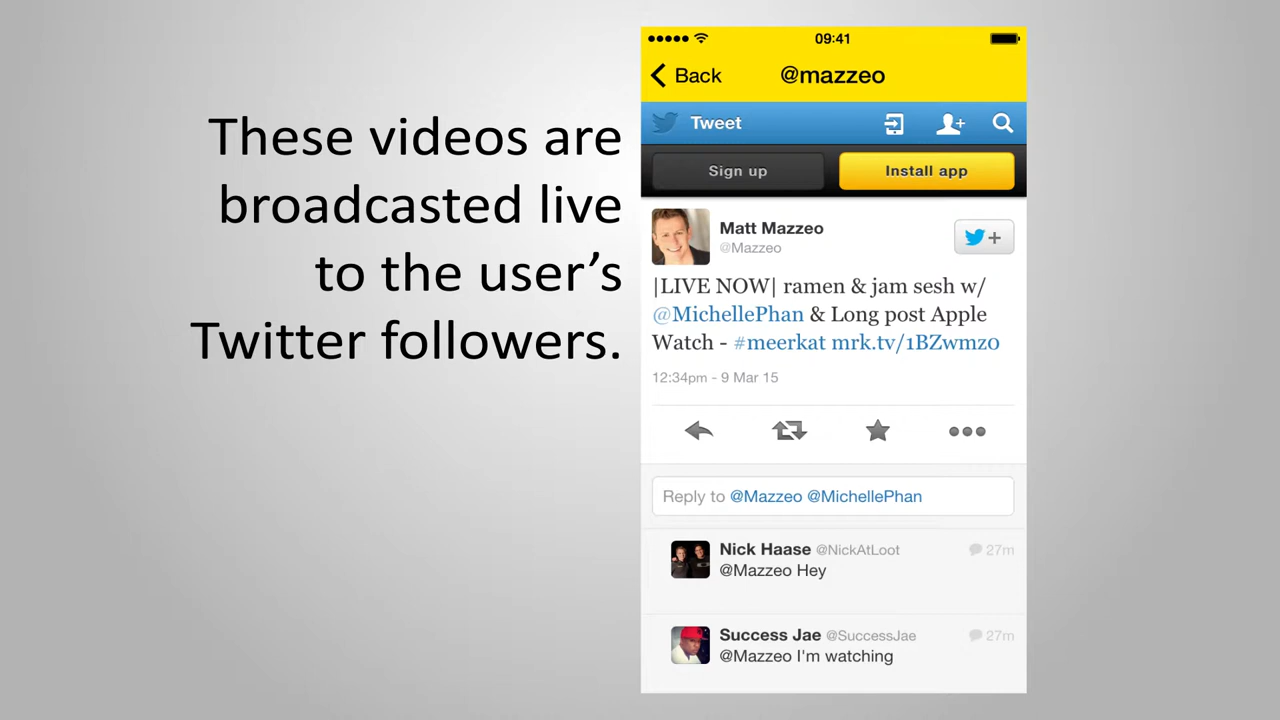 These videos are
broadcasted live
to the user’s
Twitter followers.
09:41
Back @mazzeo
Tweet
Sign up Install app
Matt Mazzeo
@Mazzeo
|LIVE NOW| ramen & jam sesh w/
@MichellePhan & Long post Apple
Watch - #meerkat mrk.tv/1BZwmz0
12:34pm - 9 Mar 15
Reply to @Mazzeo @MichellePhan
Nick Haase @NickAtLoot 27m
@Mazzeo Hey
Success Jae @SuccessJae 27m
@Mazzeo I'm watching